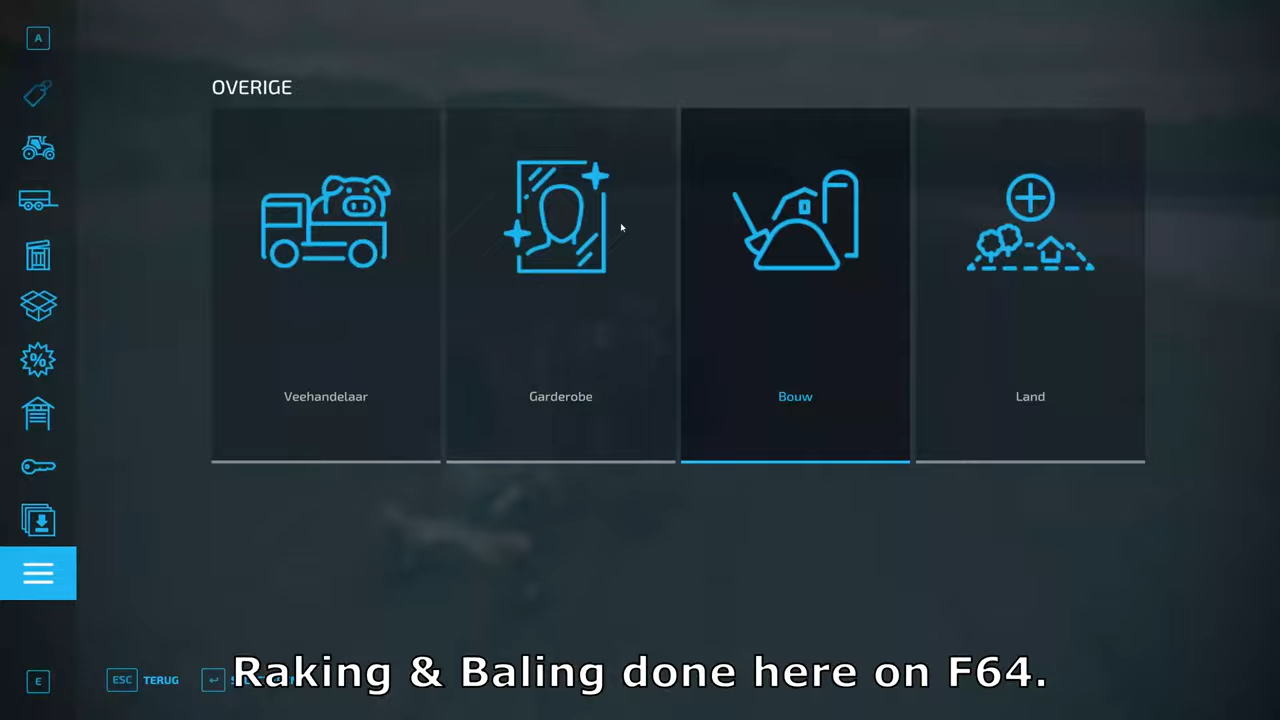 A
OVERIGE
%
Veehandelaar
Garderobe
Bouw
Land
E
ESC TERUG
Raking & Baling done here on F64.